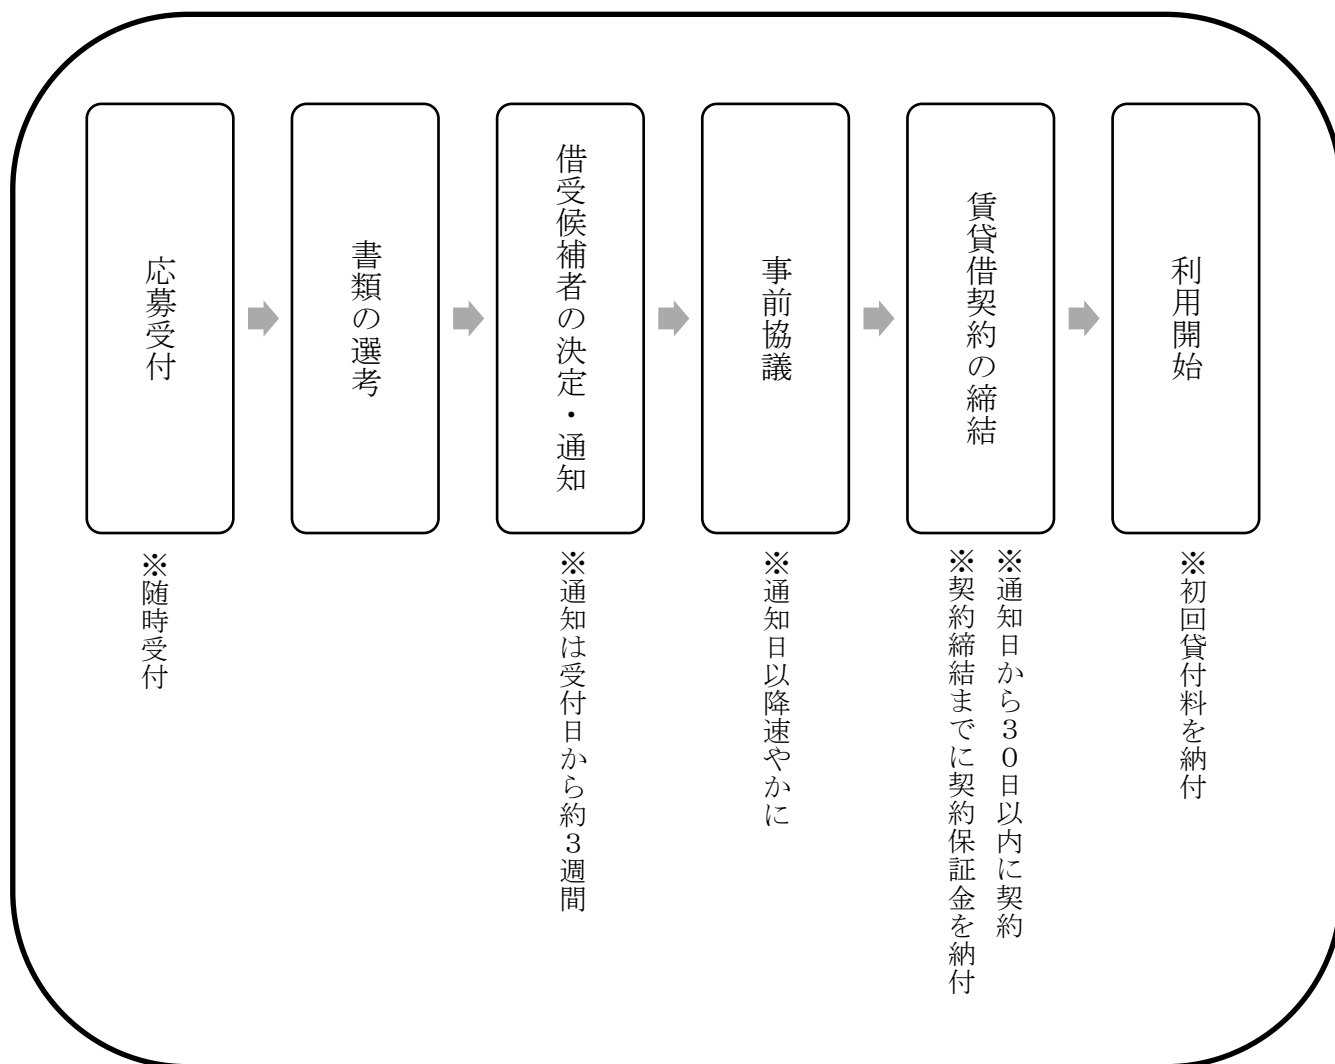 応募受付
※随時受付
書類の選考
借受候補者の決定・通知
※通知は受付日から約３週間
事前協議
※通知日以降速やかに
賃貸借契約の締結
※通知日から３０日以内に契約
※契約締結までに契約保証金を納付
利用開始
※初回貸付料を納付